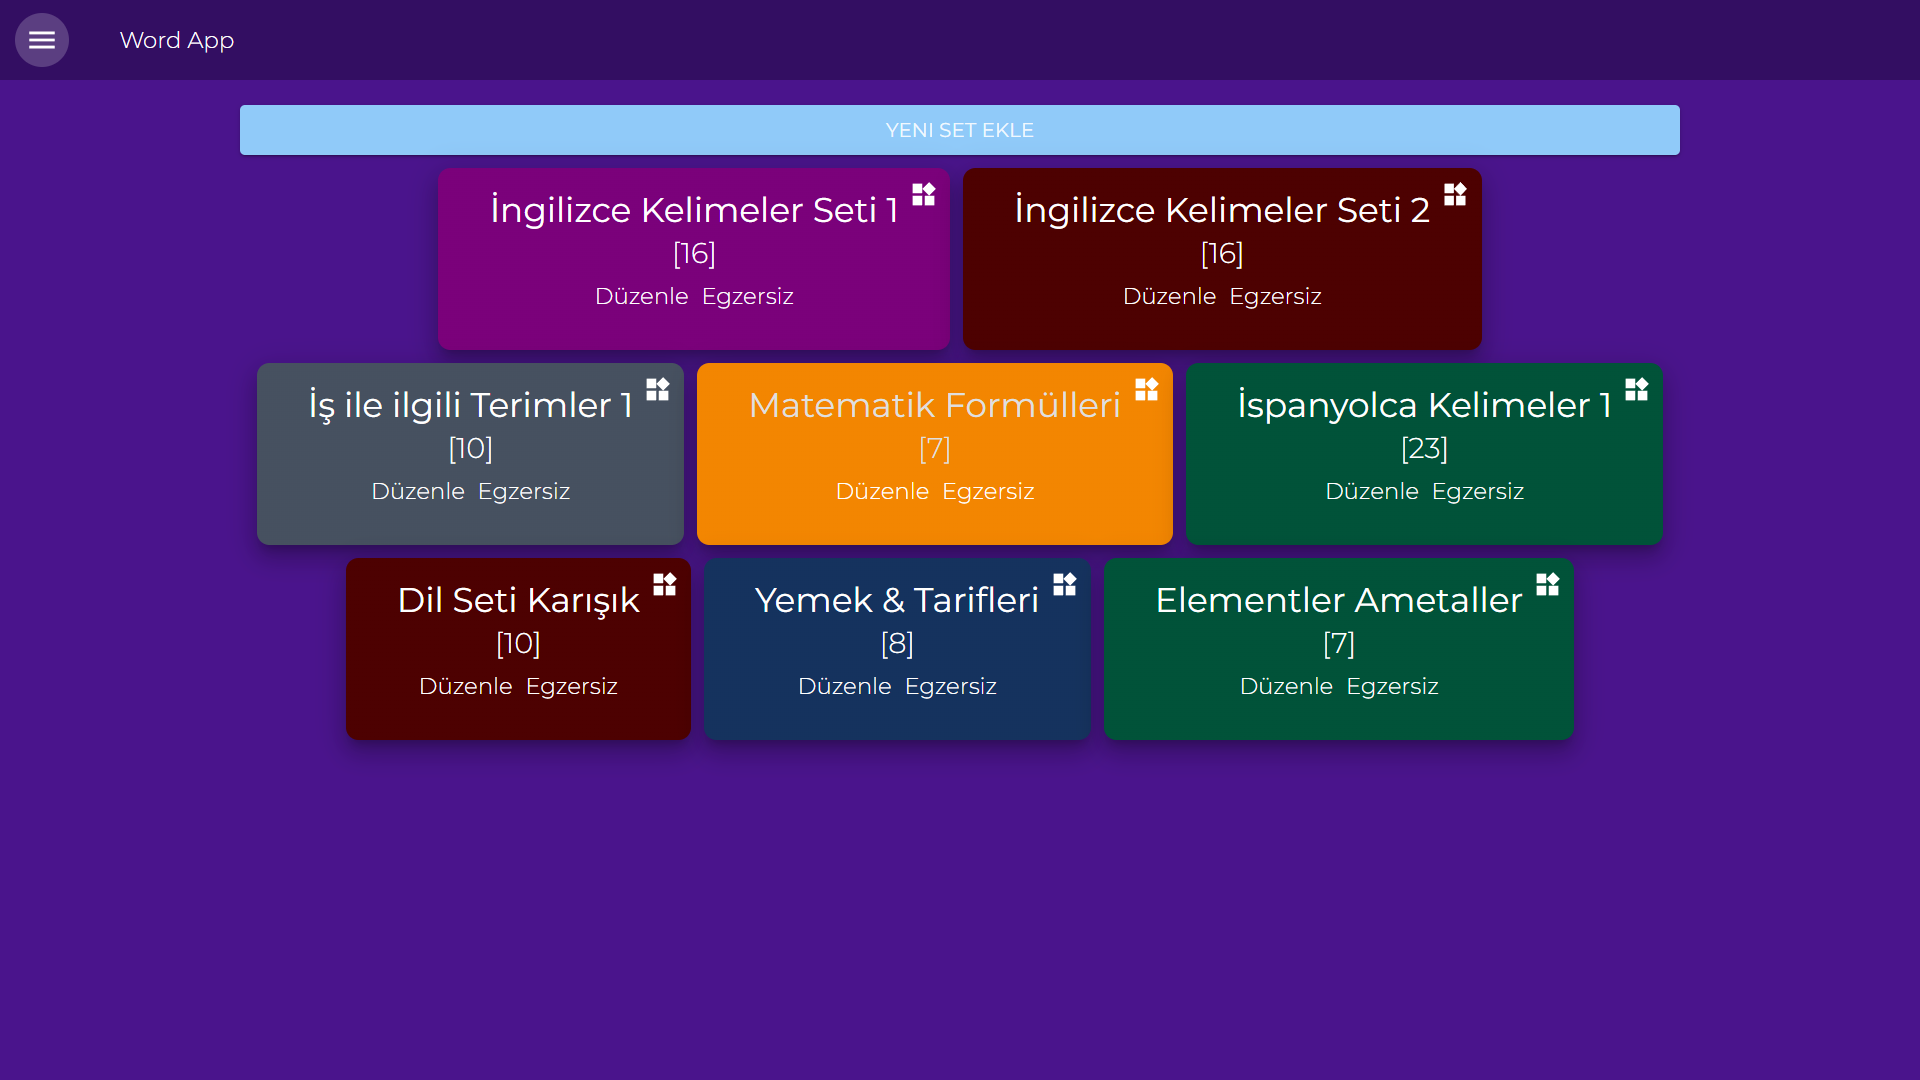 Word App
YENI SET EKLE
İngilizce Kelimeler Seti 1
[16]
Düzenle Egzersiz
İngilizce Kelimeler Seti 2
[16]
Düzenle Egzersiz
İş ile ilgili Terimler 1
[10]
Düzenle Egzersiz
Matematik Formülleri
[7]
Düzenle Egzersiz
İspanyolca Kelimeler 1
[23]
Düzenle Egzersiz
Dil Seti Karışık
[10]
Düzenle Egzersiz
Yemek & Tarifleri
[8]
Düzenle Egzersiz
Elementler Ametaller
[7]
Düzenle Egzersiz